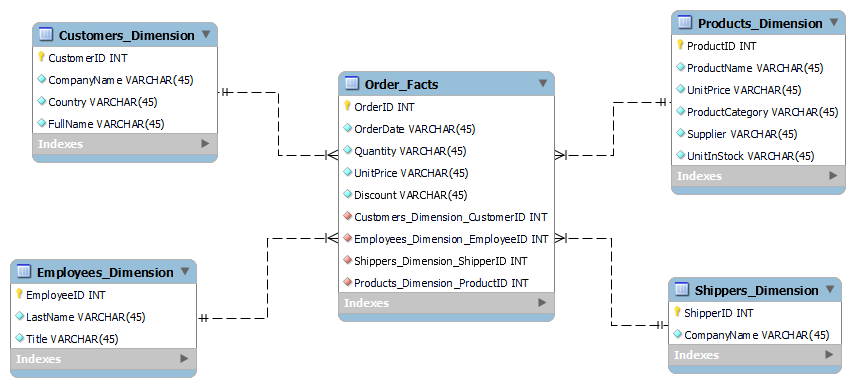 Customers_Dimension
CustomerID INT
CompanyName VARCHAR(45)
Country VARCHAR(45)
FullName VARCHAR(45)
Indexes
Employees_Dimension
EmployeeID INT
LastName VARCHAR(45)
Title VARCHAR(45)
Indexes
Order_Facts
OrderID INT
OrderDate VARCHAR(45)
Quantity VARCHAR(45)
UnitPrice VARCHAR(45)
Discount VARCHAR(45)
Customers_Dimension_CustomerID INT
Employees_Dimension_EmployeeID INT
Shippers_Dimension_ShipperID INT
Products_Dimension_ProductID INT
Indexes
Products_Dimension
ProductID INT
ProductName VARCHAR(45)
UnitPrice VARCHAR(45)
ProductCategory VARCHAR(45)
Supplier VARCHAR(45)
UnitInStock VARCHAR(45)
Indexes
Shippers_Dimension
ShipperID INT
CompanyName VARCHAR(45)
Indexes